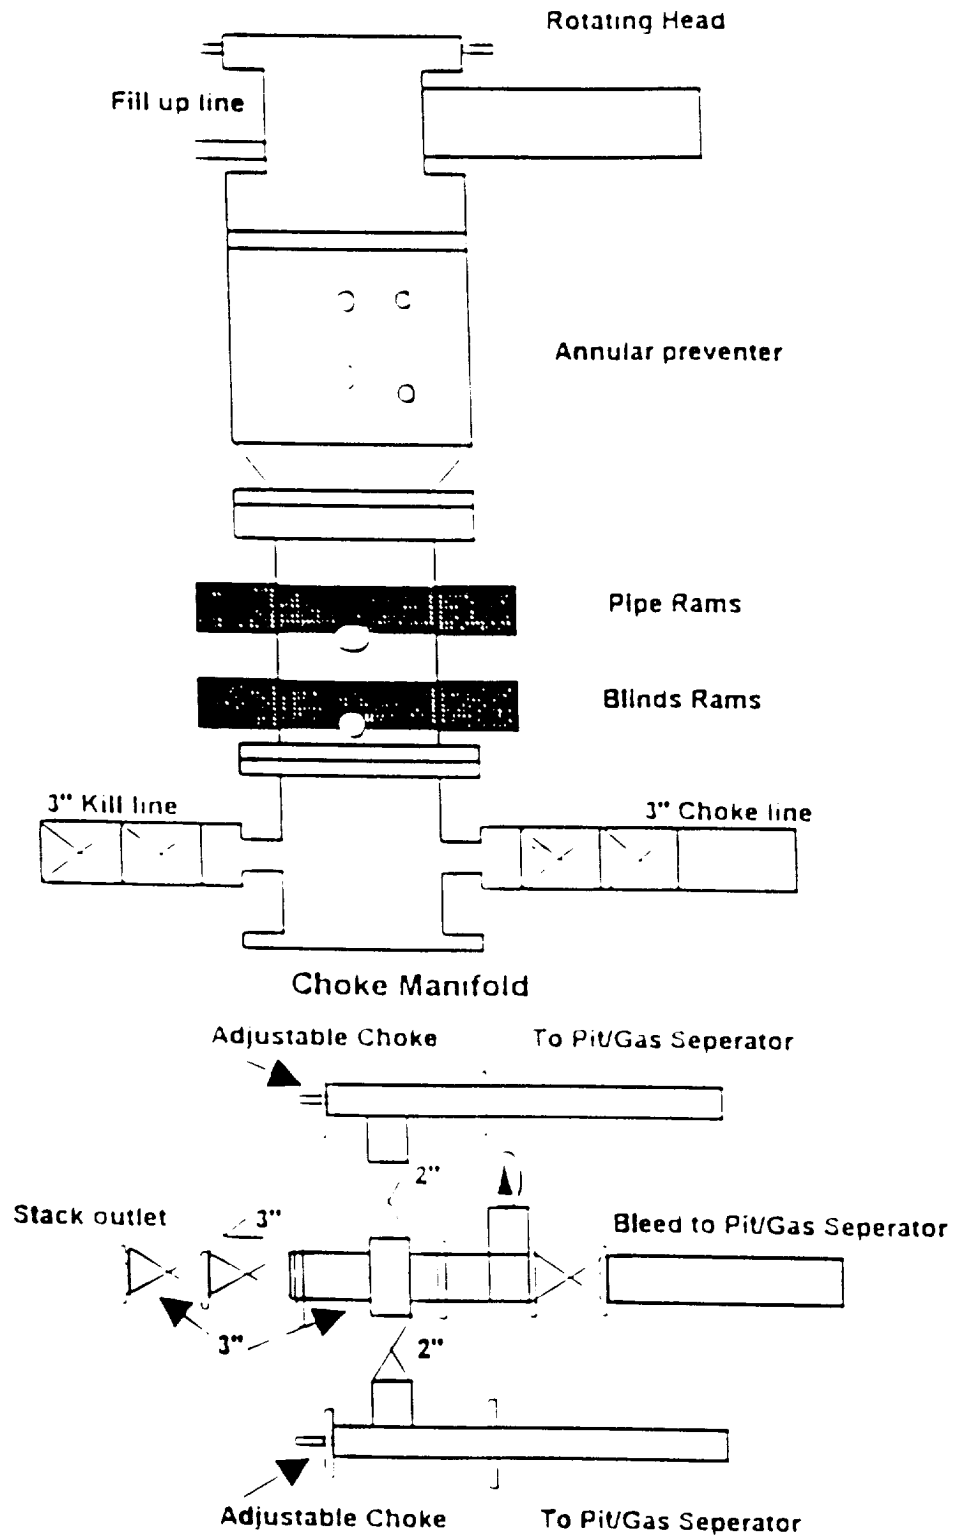 Rotating Head
Fill up line
Annular preventer
Pipe Rams
Blinds Rams
3" Kill line
3" Choke line
Choke Manifold
Adjustable Choke
To Pit/Gas Seperator
2"
Stack outlet
3"
Bleed to Pit/Gas Seperator
3"
2"
Adjustable Choke
To Pit/Gas Seperator